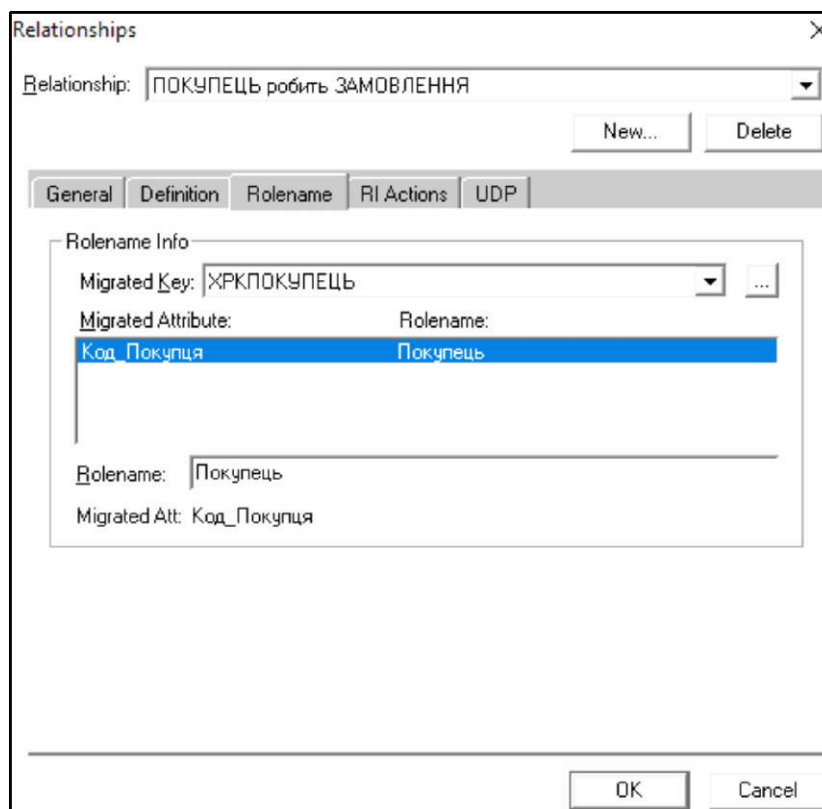 Relationships
Relationship: ПОКУПЕЦЬ робить ЗАМОВЛЕННЯ
New... Delete
General Definition Rolename RI Actions UDP
Rolename Info
Migrated Key: ХРКПОКУПЕЦЬ ...
Migrated Attribute: Rolename:
Код_Покупця Покупець
Rolename: Покупець
Migrated Att: Код_Покупця
OK Cancel